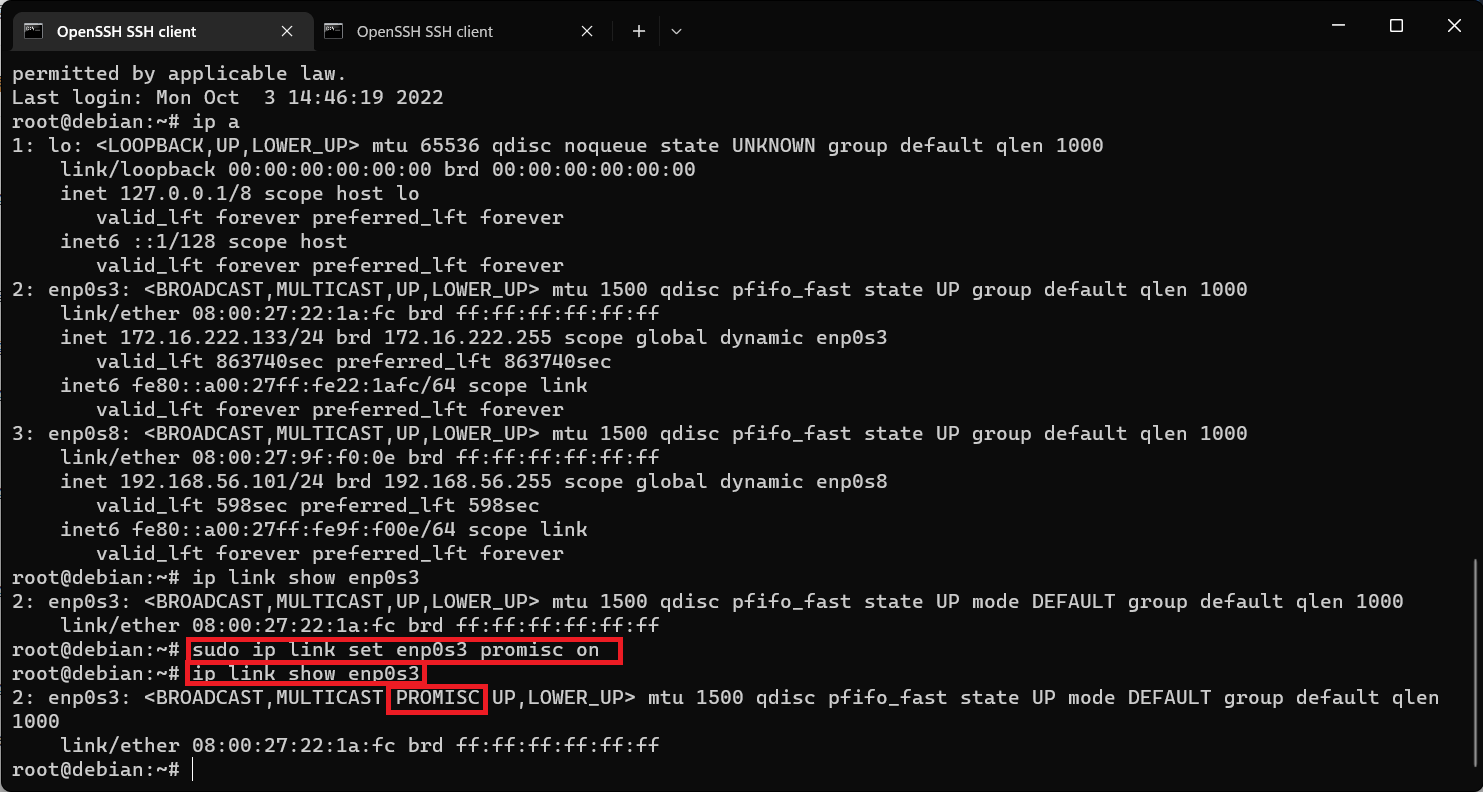 OpenSSH SSH client
OpenSSH SSH client
permitted by applicable law.
Last login: Mon Oct  3 14:46:19 2022
root@debian:~# ip a
1: lo: <LOOPBACK,UP,LOWER_UP> mtu 65536 qdisc noqueue state UNKNOWN group default qlen 1000
    link/loopback 00:00:00:00:00:00 brd 00:00:00:00:00:00
    inet 127.0.0.1/8 scope host lo
       valid_lft forever preferred_lft forever
    inet6 ::1/128 scope host
       valid_lft forever preferred_lft forever
2: enp0s3: <BROADCAST,MULTICAST,UP,LOWER_UP> mtu 1500 qdisc pfifo_fast state UP group default qlen 1000
    link/ether 08:00:27:22:1a:fc brd ff:ff:ff:ff:ff:ff
    inet 172.16.222.133/24 brd 172.16.222.255 scope global dynamic enp0s3
       valid_lft 863740sec preferred_lft 863740sec
    inet6 fe80::a00:27ff:fe22:1afc/64 scope link
       valid_lft forever preferred_lft forever
3: enp0s8: <BROADCAST,MULTICAST,UP,LOWER_UP> mtu 1500 qdisc pfifo_fast state UP group default qlen 1000
    link/ether 08:00:27:9f:f0:0e brd ff:ff:ff:ff:ff:ff
    inet 192.168.56.101/24 brd 192.168.56.255 scope global dynamic enp0s8
       valid_lft 598sec preferred_lft 598sec
    inet6 fe80::a00:27ff:fe9f:f00e/64 scope link
       valid_lft forever preferred_lft forever
root@debian:~# ip link show enp0s3
2: enp0s3: <BROADCAST,MULTICAST,UP,LOWER_UP> mtu 1500 qdisc pfifo_fast state UP mode DEFAULT group default qlen 1000
    link/ether 08:00:27:22:1a:fc brd ff:ff:ff:ff:ff:ff
root@debian:~# sudo ip link set enp0s3 promisc on
root@debian:~# ip link show enp0s3
2: enp0s3: <BROADCAST,MULTICAST PROMISC UP,LOWER_UP> mtu 1500 qdisc pfifo_fast state UP mode DEFAULT group default qlen
1000
    link/ether 08:00:27:22:1a:fc brd ff:ff:ff:ff:ff:ff
root@debian:~#